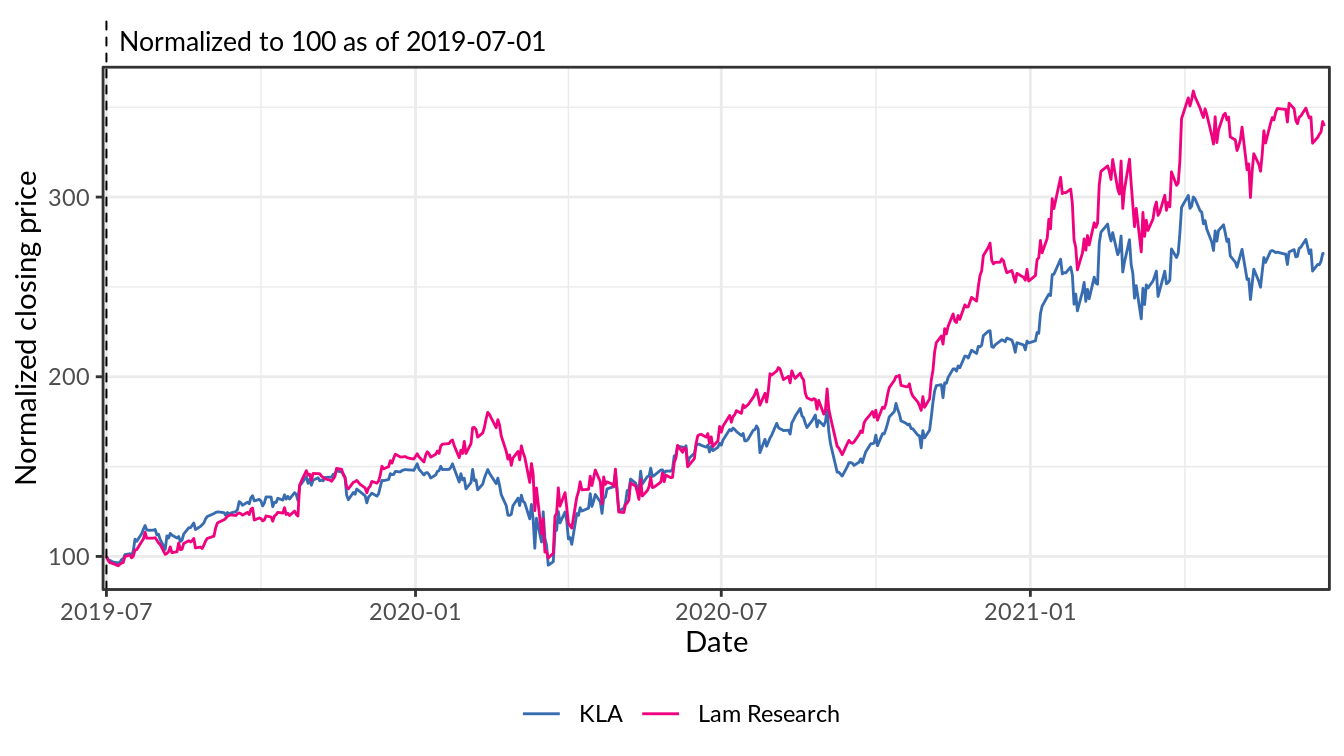 Normalized to 100 as of 2019-07-01
Normalized closing price
300
200
100
2019-07
2020-01
2020-07
2021-01
Date
KLA
Lam Research